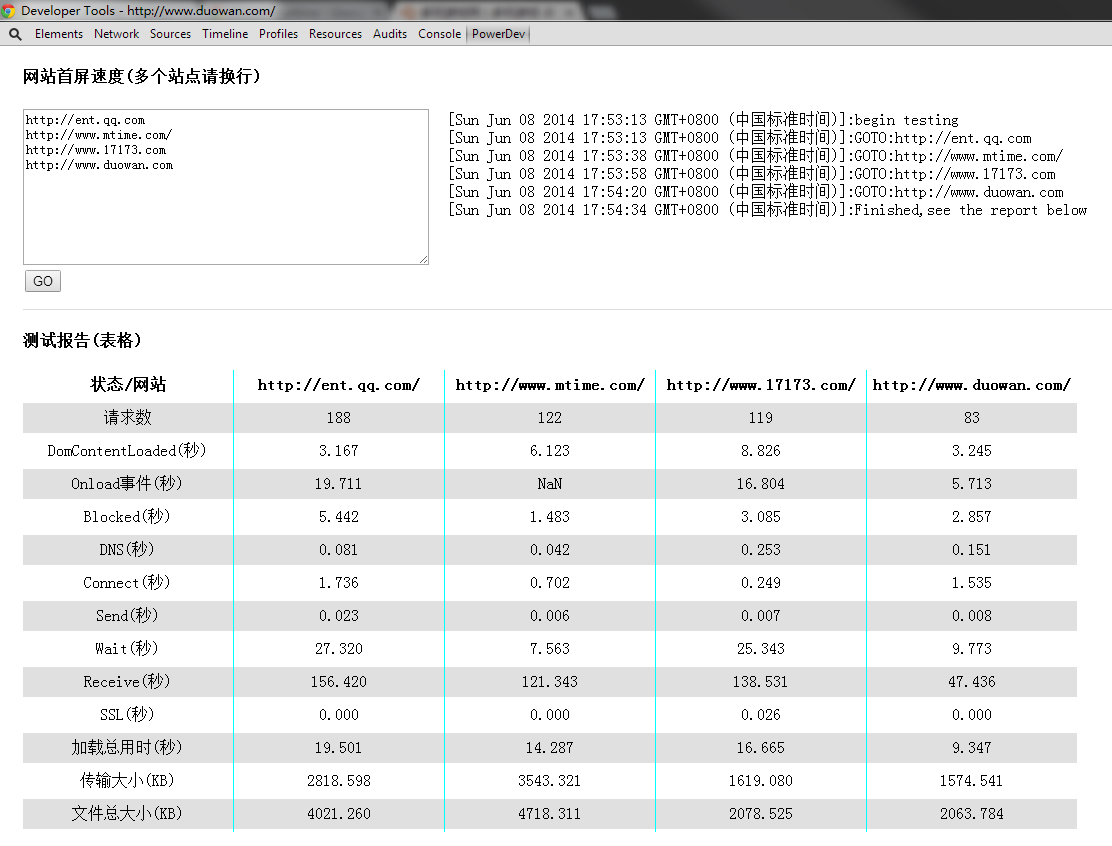 Developer Tools - http://www.duowan.com/
Elements Network Sources Timeline Profiles Resources Audits Console PowerDev
网站首屏速度(多个站点请换行)
http://ent.qq.com
http://www.mtime.com/
http://www.17173.com
http://www.duowan.com
[Sun Jun 08 2014 17:53:13 GMT+0800 (中国标准时间)]:begin testing
[Sun Jun 08 2014 17:53:13 GMT+0800 (中国标准时间)]:GOTO:http://ent.qq.com
[Sun Jun 08 2014 17:53:38 GMT+0800 (中国标准时间)]:GOTO:http://www.mtime.com/
[Sun Jun 08 2014 17:53:58 GMT+0800 (中国标准时间)]:GOTO:http://www.17173.com
[Sun Jun 08 2014 17:54:20 GMT+0800 (中国标准时间)]:GOTO:http://www.duowan.com
[Sun Jun 08 2014 17:54:34 GMT+0800 (中国标准时间)]:Finished,see the report below
GO
测试报告(表格)
状态/网站 http://ent.qq.com/ http://www.mtime.com/ http://www.17173.com/ http://www.duowan.com/
请求数 188 122 119 83
DomContentLoaded(秒) 3.167 6.123 8.826 3.245
Onload事件(秒) 19.711 NaN 16.804 5.713
Blocked(秒) 5.442 1.483 3.085 2.857
DNS(秒) 0.081 0.042 0.253 0.151
Connect(秒) 1.736 0.702 0.249 1.535
Send(秒) 0.023 0.006 0.007 0.008
Wait(秒) 27.320 7.563 25.343 9.773
Receive(秒) 156.420 121.343 138.531 47.436
SSL(秒) 0.000 0.000 0.026 0.000
加载总用时(秒) 19.501 14.287 16.665 9.347
传输大小(KB) 2818.598 3543.321 1619.080 1574.541
文件总大小(KB) 4021.260 4718.311 2078.525 2063.784